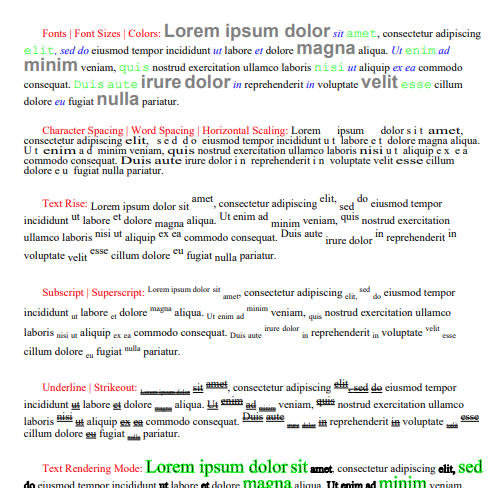 Fonts | Font Sizes | Colors: Lorem ipsum dolor sit amet, consectetur adipiscing
elit, sed do eiusmod tempor incididunt ut labore et dolore magna aliqua. Ut enim ad
minim veniam, quis nostrud exercitation ullamco laboris nisi ut aliquip ex ea commodo
consequat. Duis aute irure dolor in reprehenderit in voluptate velit esse cillum
dolore eu fugiat nulla pariatur.
Character Spacing | Word Spacing | Horizontal Scaling: Lorem ipsum dolor sit amet,
consectetur adipiscing elit, sed do eiusmod tempor incididunt ut labore et dolore magna aliqua.
Ut enim ad minim veniam, quis nostrud exercitation ullamco laboris nisi ut aliquip ex ea
commodo consequat. Duis aute irure dolor in reprehenderit in voluptate velit esse cillum
dolore eu fugiat nulla pariatur.
Text Rise: Lorem ipsum dolor sit amet, consectetur adipiscing elit, sed do eiusmod tempor
incididunt ut labore et dolore magna aliqua. Ut enim ad minim veniam, quis nostrud exercitation
ullamco laboris nisi ut aliquip ex ea commodo consequat. Duis aute irure dolor in reprehenderit in
voluptate velit esse cillum dolore eu fugiat nulla pariatur.
Subscript | Superscript: Lorem ipsum dolor sit amet, consectetur adipiscing elit, sed do eiusmod tempor
incididunt ut labore et dolore magna aliqua. Ut enim ad minim veniam, quis nostrud exercitation ullamco
laboris nisi ut aliquip ex ea commodo consequat. Duis aute irure dolor in reprehenderit in voluptate velit esse
cillum dolore eu fugiat nulla pariatur.
Underline | Strikeout: Lorem ipsum dolor sit amet, consectetur adipiscing elit, sed do eiusmod tempor
incididunt ut labore et dolore magna aliqua. Ut enim ad minim veniam, quis nostrud exercitation ullamco
laboris nisi ut aliquip ex ea commodo consequat. Duis aute irure dolor in reprehenderit in voluptate velit esse
cillum dolore eu fugiat nulla pariatur.
Text Rendering Mode: Lorem ipsum dolor sit amet, consectetur adipiscing elit, sed
do eiusmod tempor incididunt ut labore et dolore magna aliqua. Ut enim ad minim veniam, quis